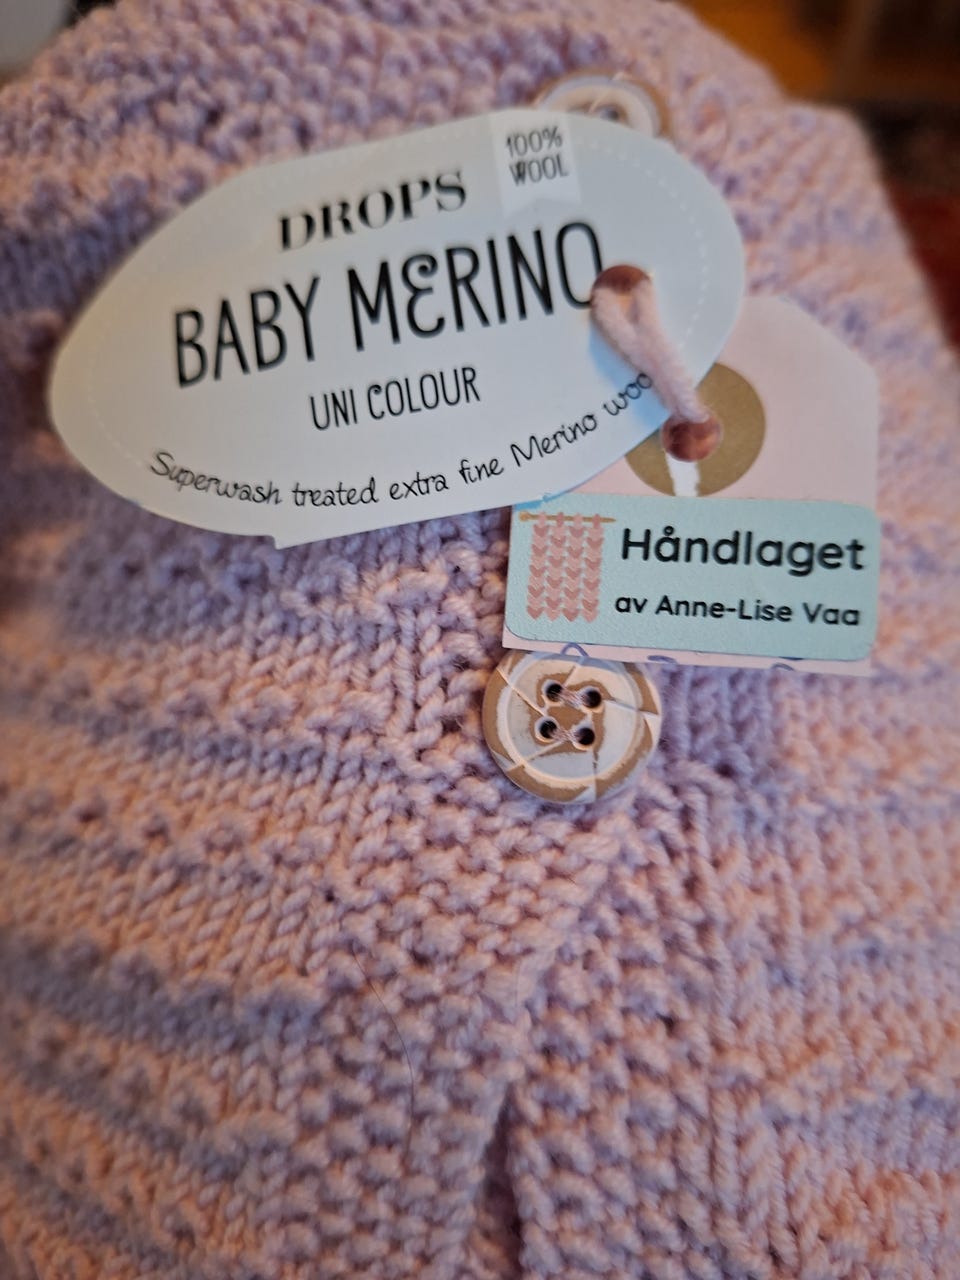 100%
WOOL
DROPS
BABY MERINO
UNI COLOUR
Superwash treated extra fine Merino
Håndlaget
av Anne-Lise Vaa